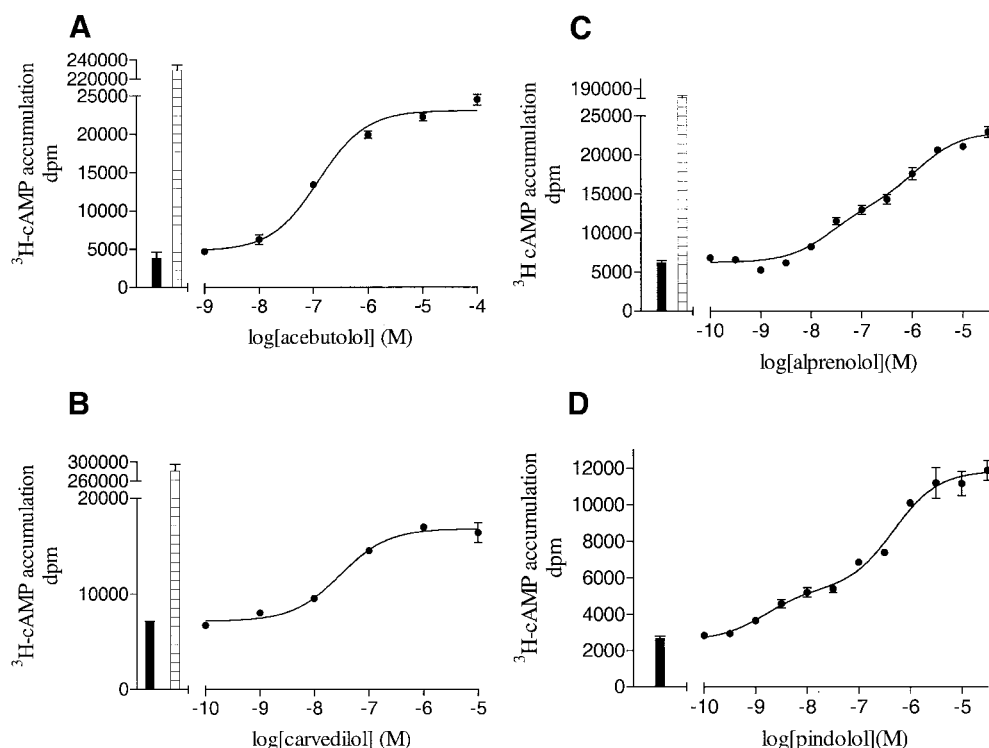 A
240000
220000
25000
20000
15000
10000
5000
0
³H-cAMP accumulation
dpm
-9 -8 -7 -6 -5 -4
log[acebutolol] (M)
B
300000
260000
20000
10000
0
³H-cAMP accumulation
dpm
-10 -9 -8 -7 -6 -5
log[carvedilol] (M)
C
190000
25000
20000
15000
10000
5000
0
³H cAMP accumulation
dpm
-10 -9 -8 -7 -6 -5
log[alprenolol](M)
D
12000
10000
8000
6000
4000
2000
0
³H-cAMP accumulation
dpm
-10 -9 -8 -7 -6 -5
log[pindolol](M)